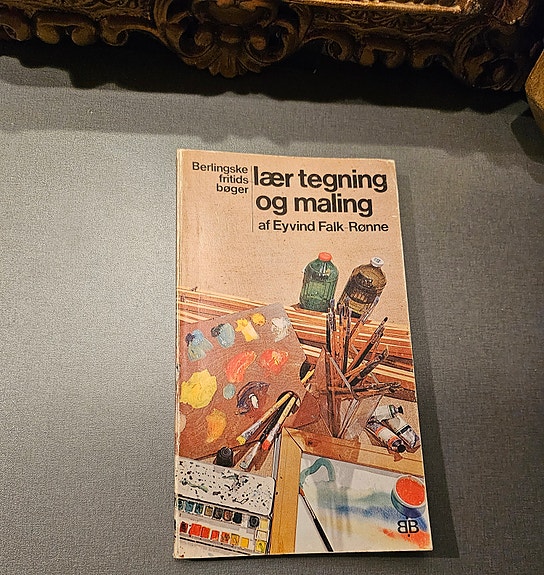 Berlingske
fritids
bøger
lær tegning
og maling
af Eyvind Falk-Rønne
BB